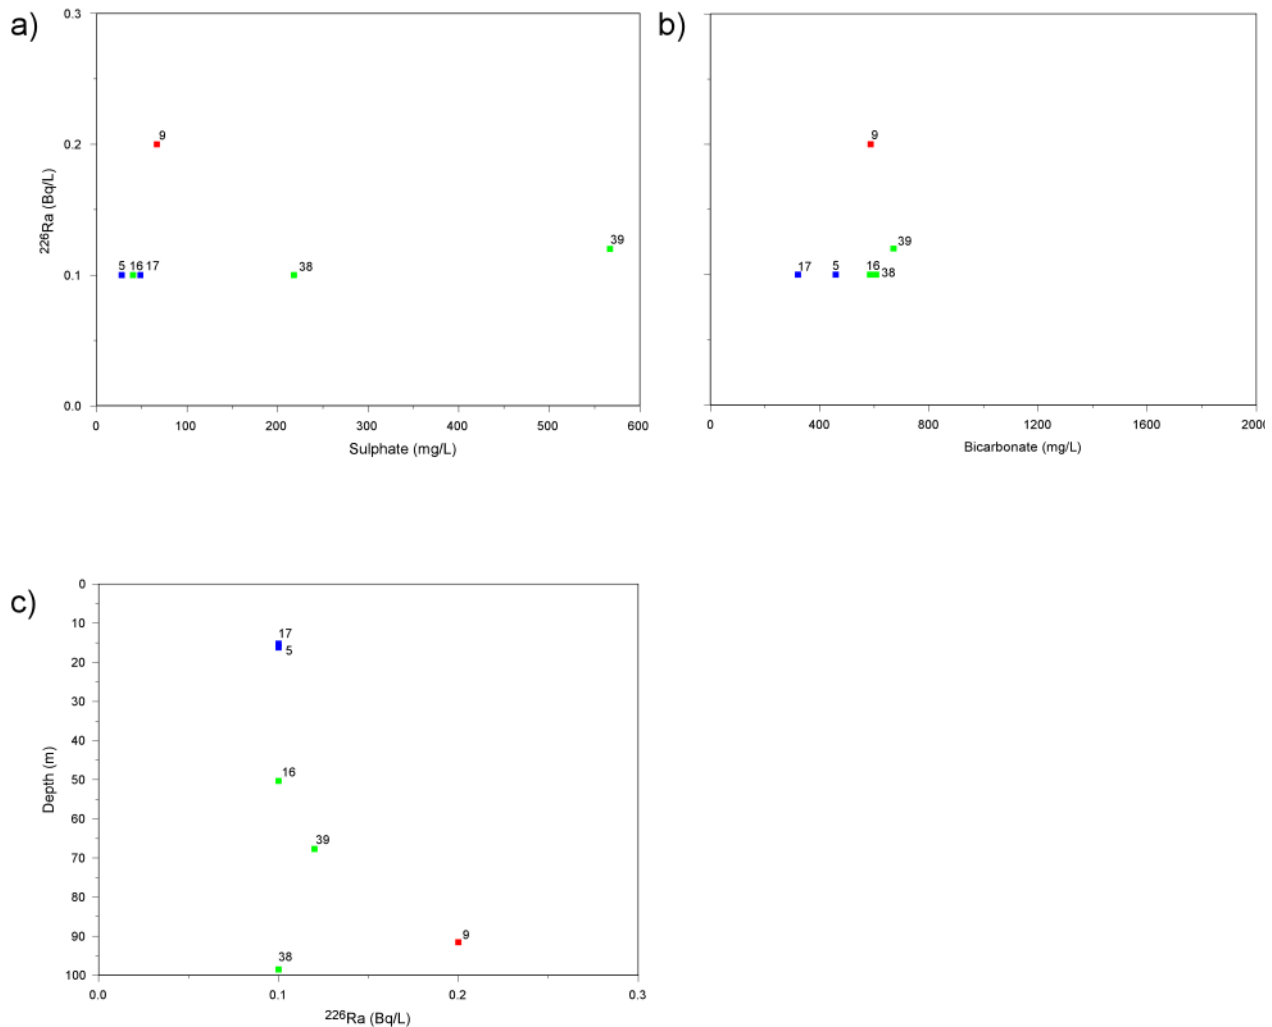 a)
0.3
0.2
0.1
0.0
²²⁶Ra (Bq/L)
9
5 16 17
38
39
0 100 200 300 400 500 600
Sulphate (mg/L)
b)
9
39
17 5 16
38
0 400 800 1200 1600 2000
Bicarbonate (mg/L)
c)
0
10
20
30
40
50
60
70
80
90
100
Depth (m)
17
5
16
39
9
38
0.0 0.1 0.2 0.3
²²⁶Ra (Bq/L)